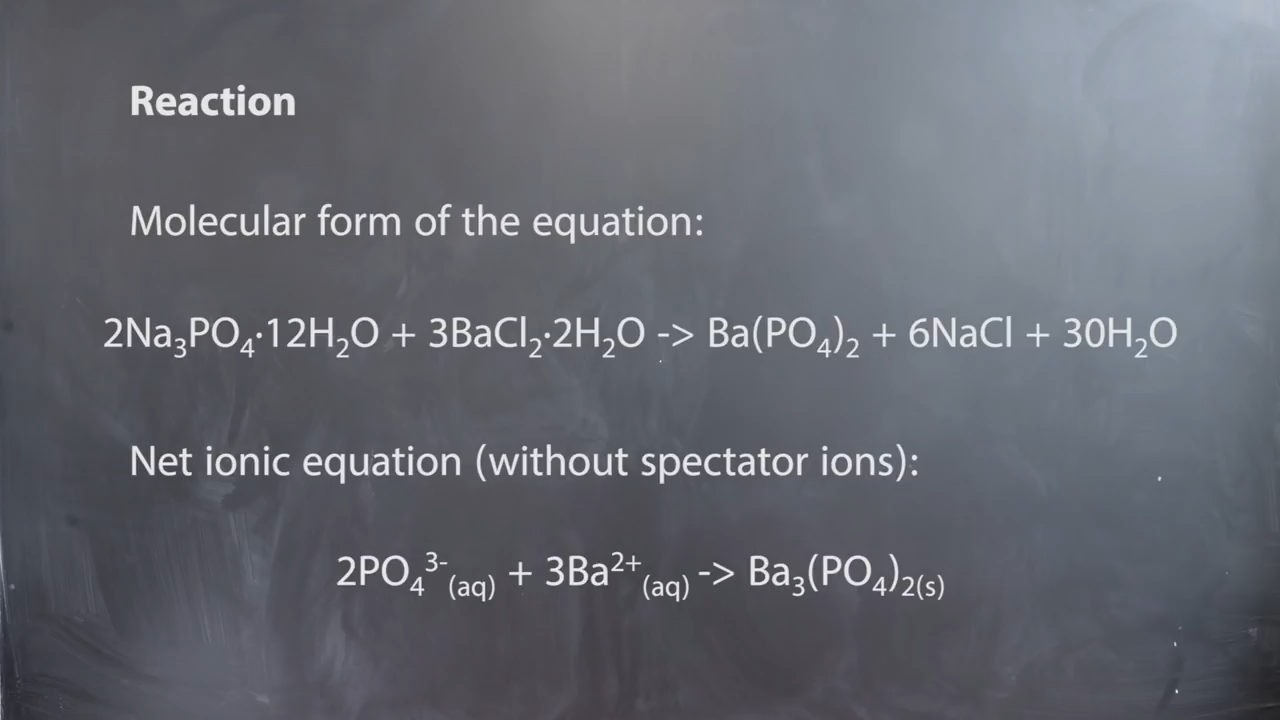 Reaction
Molecular form of the equation:
2Na₃PO₄·12H₂O + 3BaCl₂·2H₂O -> Ba(PO₄)₂ + 6NaCl + 30H₂O
Net ionic equation (without spectator ions):
2PO₄³⁻(aq) + 3Ba²⁺(aq) -> Ba₃(PO₄)₂(s)